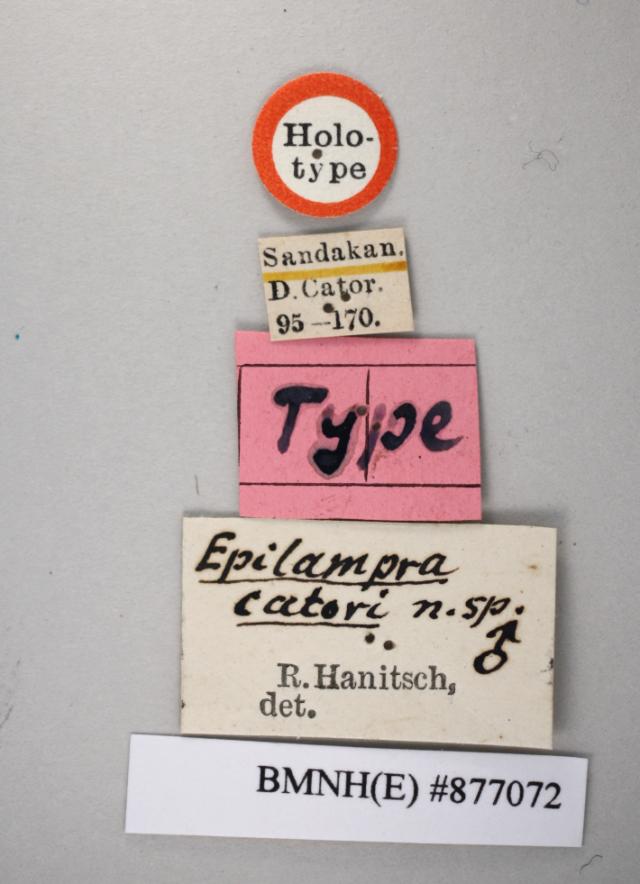 Holo-
type
Sandakan.
D. Cator.
95—170.
Type
Epilampra
catori n. sp.
♂
R. Hanitsch,
det.
BMNH(E) #877072